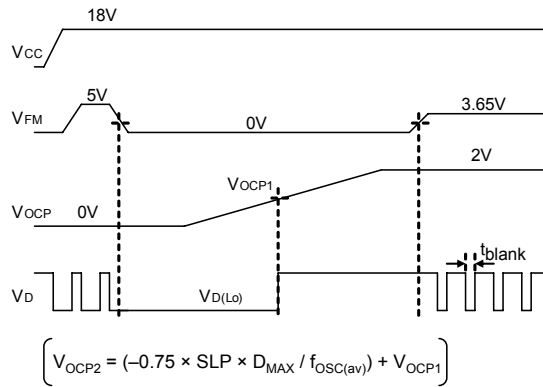 18V
VCC
5V
VFM
0V
3.65V
VOCP1
2V
VOCP
0V
tblank
VD
VD(Lo)
VOCP2 = (–0.75 × SLP × DMAX / fOSC(av)) + VOCP1